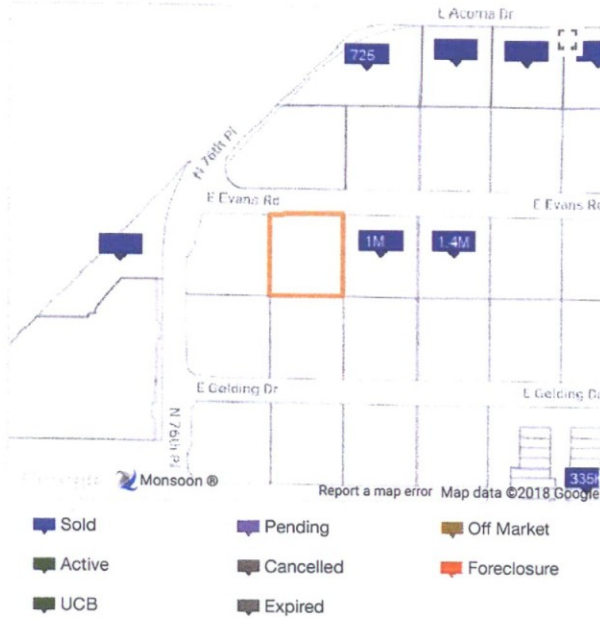 E Acoma Dr
725
N 76th Pl
E Evans Rd
E Evans Rd
1M
1.4M
E Gelding Dr
E Gelding Dr
N 76th Pl
335K
Monsoon ®
Report a map error Map data ©2018 Google
Sold
Pending
Off Market
Active
Cancelled
Foreclosure
UCB
Expired